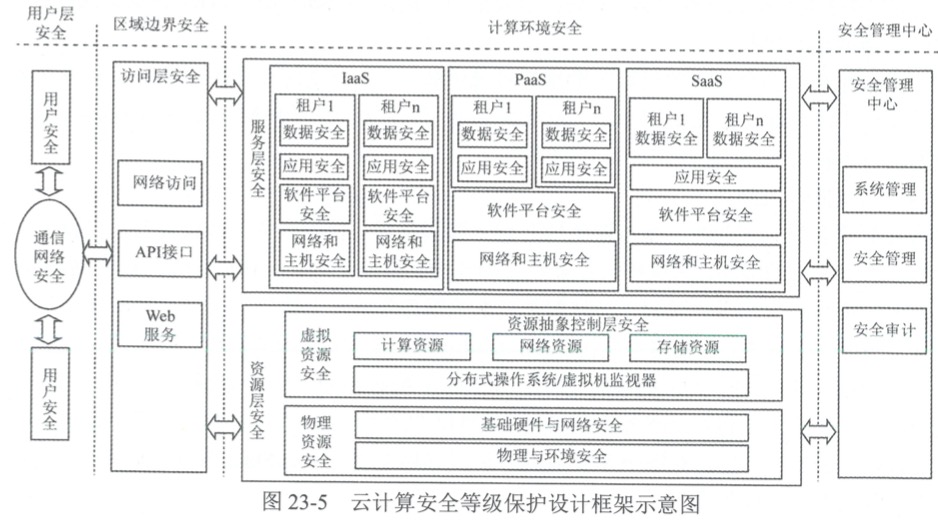 用户层
安全
区域边界安全
计算环境安全
安全管理中心
用户安全
通信
网络
安全
用户安全
访问层安全
网络访问
API接口
Web
服务
服务层安全
IaaS
租户1
数据安全
应用安全
软件平台
安全
网络和
主机安全
租户n
数据安全
应用安全
软件平台
安全
网络和
主机安全
PaaS
租户1
数据安全
应用安全
租户n
数据安全
应用安全
软件平台安全
网络和主机安全
SaaS
租户1
数据安全
租户n
数据安全
应用安全
软件平台安全
网络和主机安全
资源层安全
虚拟
资源
安全
资源抽象控制层安全
计算资源
网络资源
存储资源
分布式操作系统/虚拟机监视器
物理
资源
安全
基础硬件与网络安全
物理与环境安全
安全管理
中心
系统管理
安全管理
安全审计
图 23-5 云计算安全等级保护设计框架示意图